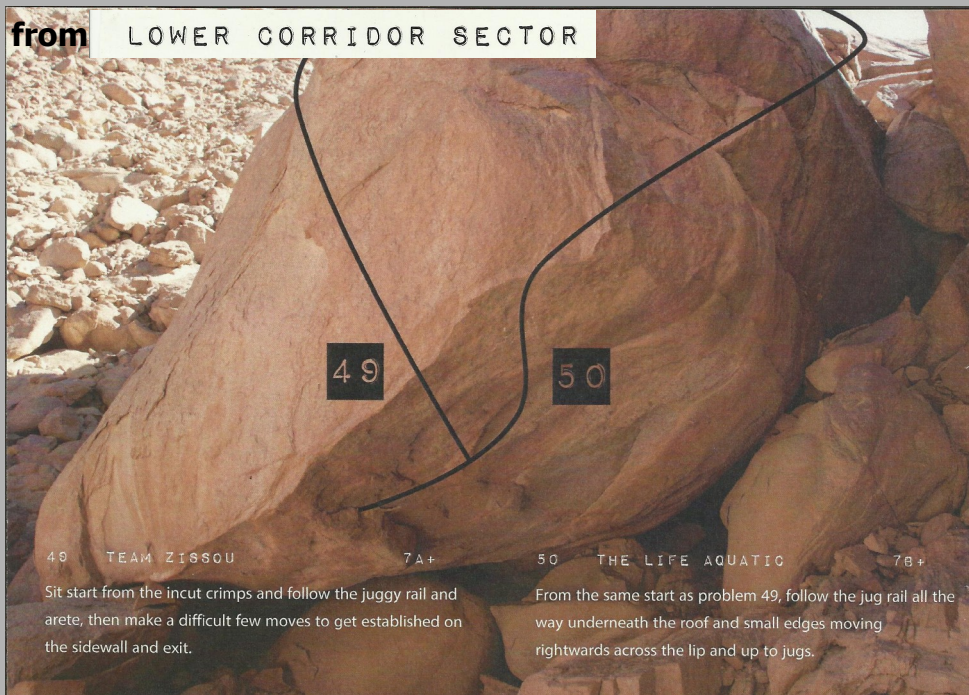 from LOWER CORRIDOR SECTOR
49
50
49 TEAM ZISSOU 7A+
Sit start from the incut crimps and follow the juggy rail and
arete, then make a difficult few moves to get established on
the sidewall and exit.
50 THE LIFE AQUATIC 7B+
From the same start as problem 49, follow the jug rail all the
way underneath the roof and small edges moving
rightwards across the lip and up to jugs.